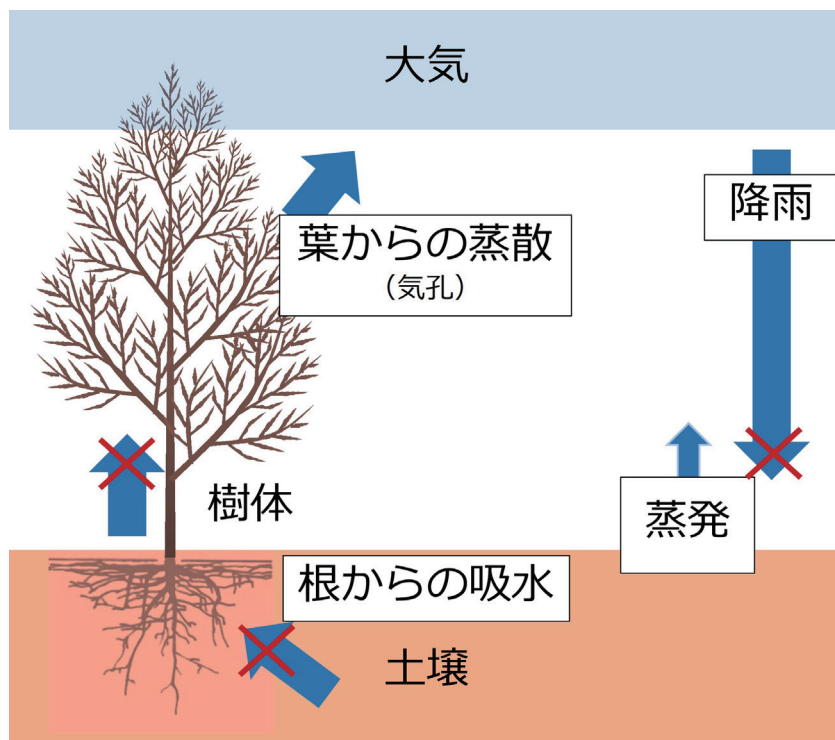 大気
降雨
葉からの蒸散
（気孔）
樹体
蒸発
根からの吸水
土壌